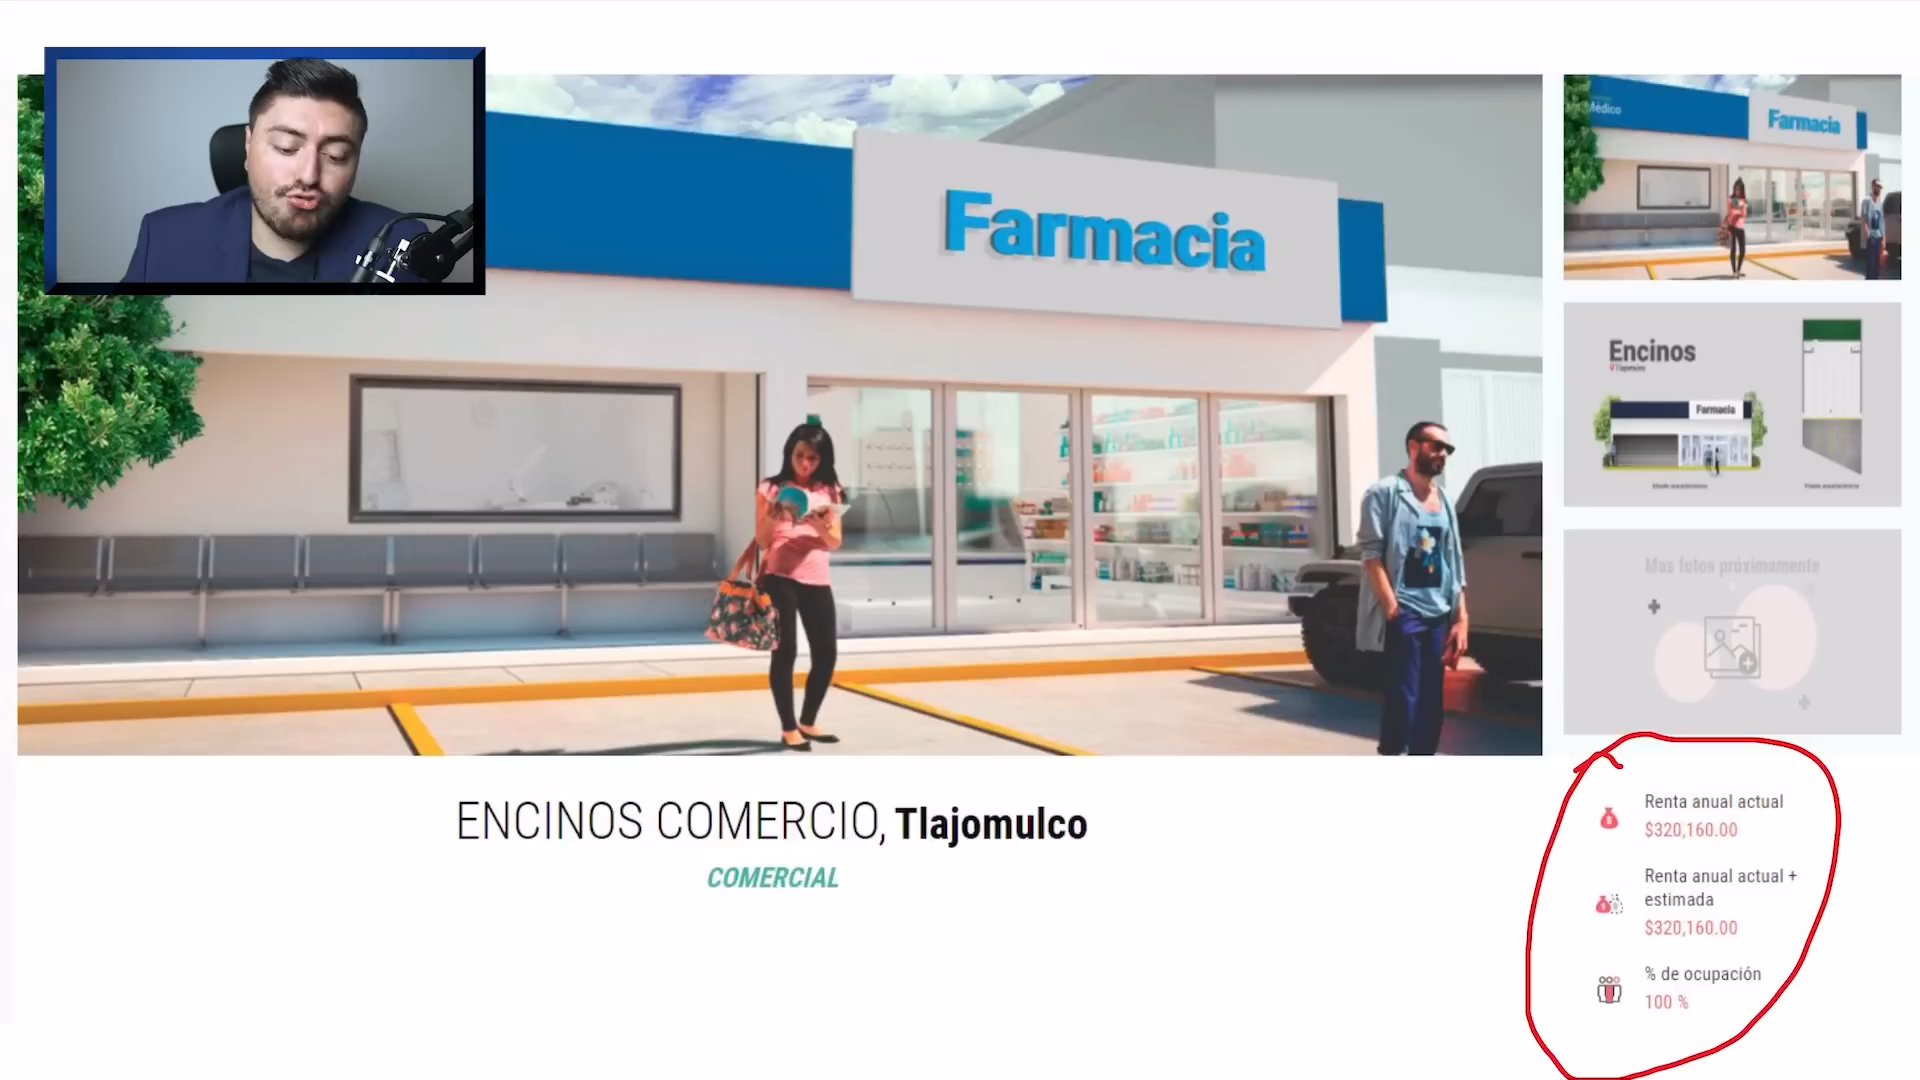 Farmacia
Médico
Farmacia
Encinos
Tlajomulco
Farmacia
Mas fotos próximamente
ENCINOS COMERCIO, Tlajomulco
COMERCIAL
Renta anual actual
$320,160.00
Renta anual actual +
estimada
$320,160.00
% de ocupación
100 %